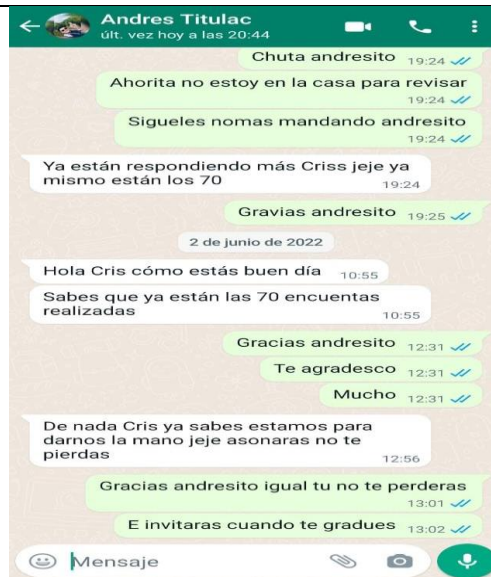 Andres Titulac
últ. vez hoy a las 20:44
Chuta andresito 19:24
Ahorita no estoy en la casa para revisar
19:24
Sigueles nomas mandando andresito
19:24
Ya están respondiendo más Criss jeje ya
mismo están los 70
19:24
Gravias andresito 19:25
2 de junio de 2022
Hola Cris cómo estás buen día 10:55
Sabes que ya están las 70 encuentas
realizadas
10:55
Gracias andresito 12:31
Te agradesco 12:31
Mucho 12:31
De nada Cris ya sabes estamos para
darnos la mano jeje asonaras no te
pierdas
12:56
Gracias andresito igual tu no te perderas
13:01
E invitaras cuando te gradues 13:02
Mensaje